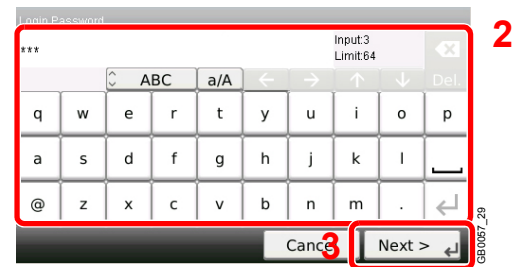 Login Password
2
Input:3
*** Limit:64
ABC a/A ← → ↑ ↓ Del.
q w e r t y u i o p
a s d f g h j k l
@ z x c v b n m .
3 Cance Next >
GB0057_29